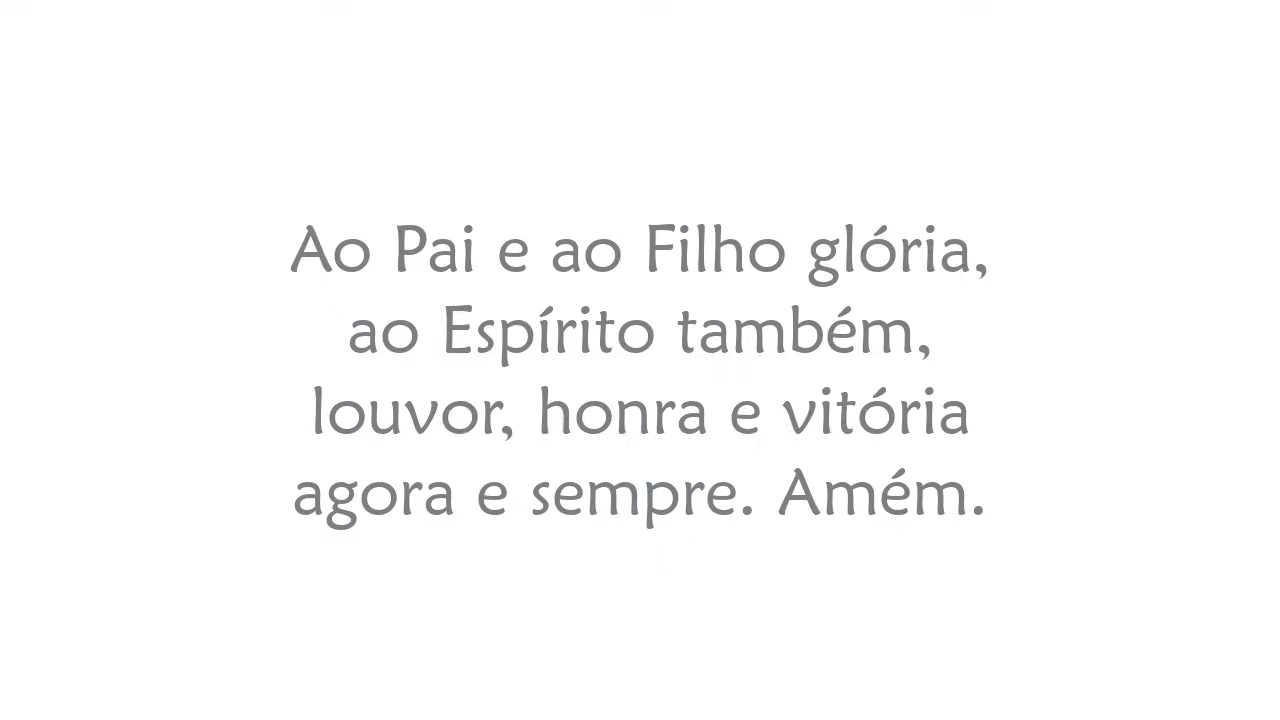 Ao Pai e ao Filho glória,
ao Espírito também,
louvor, honra e vitória
agora e sempre. Amém.